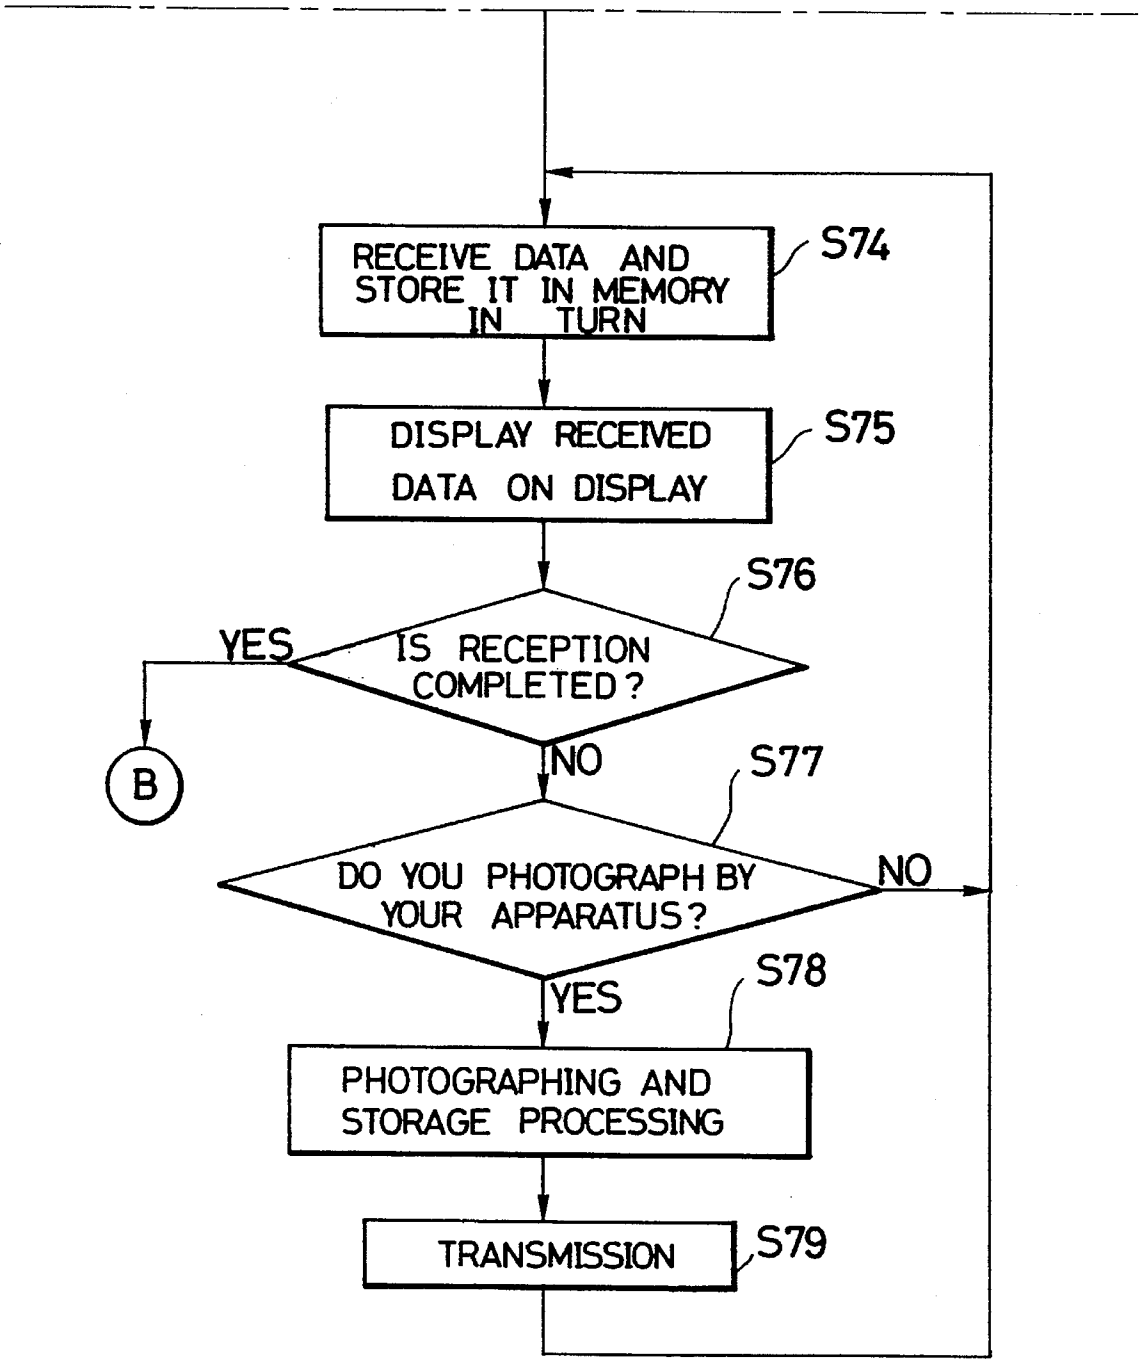 S74
RECEIVE DATA AND
STORE IT IN MEMORY
IN TURN
S75
DISPLAY RECEIVED
DATA ON DISPLAY
S76
YES
IS RECEPTION
COMPLETED?
B
NO
S77
DO YOU PHOTOGRAPH BY
YOUR APPARATUS?
NO
S78
YES
PHOTOGRAPHING AND
STORAGE PROCESSING
S79
TRANSMISSION